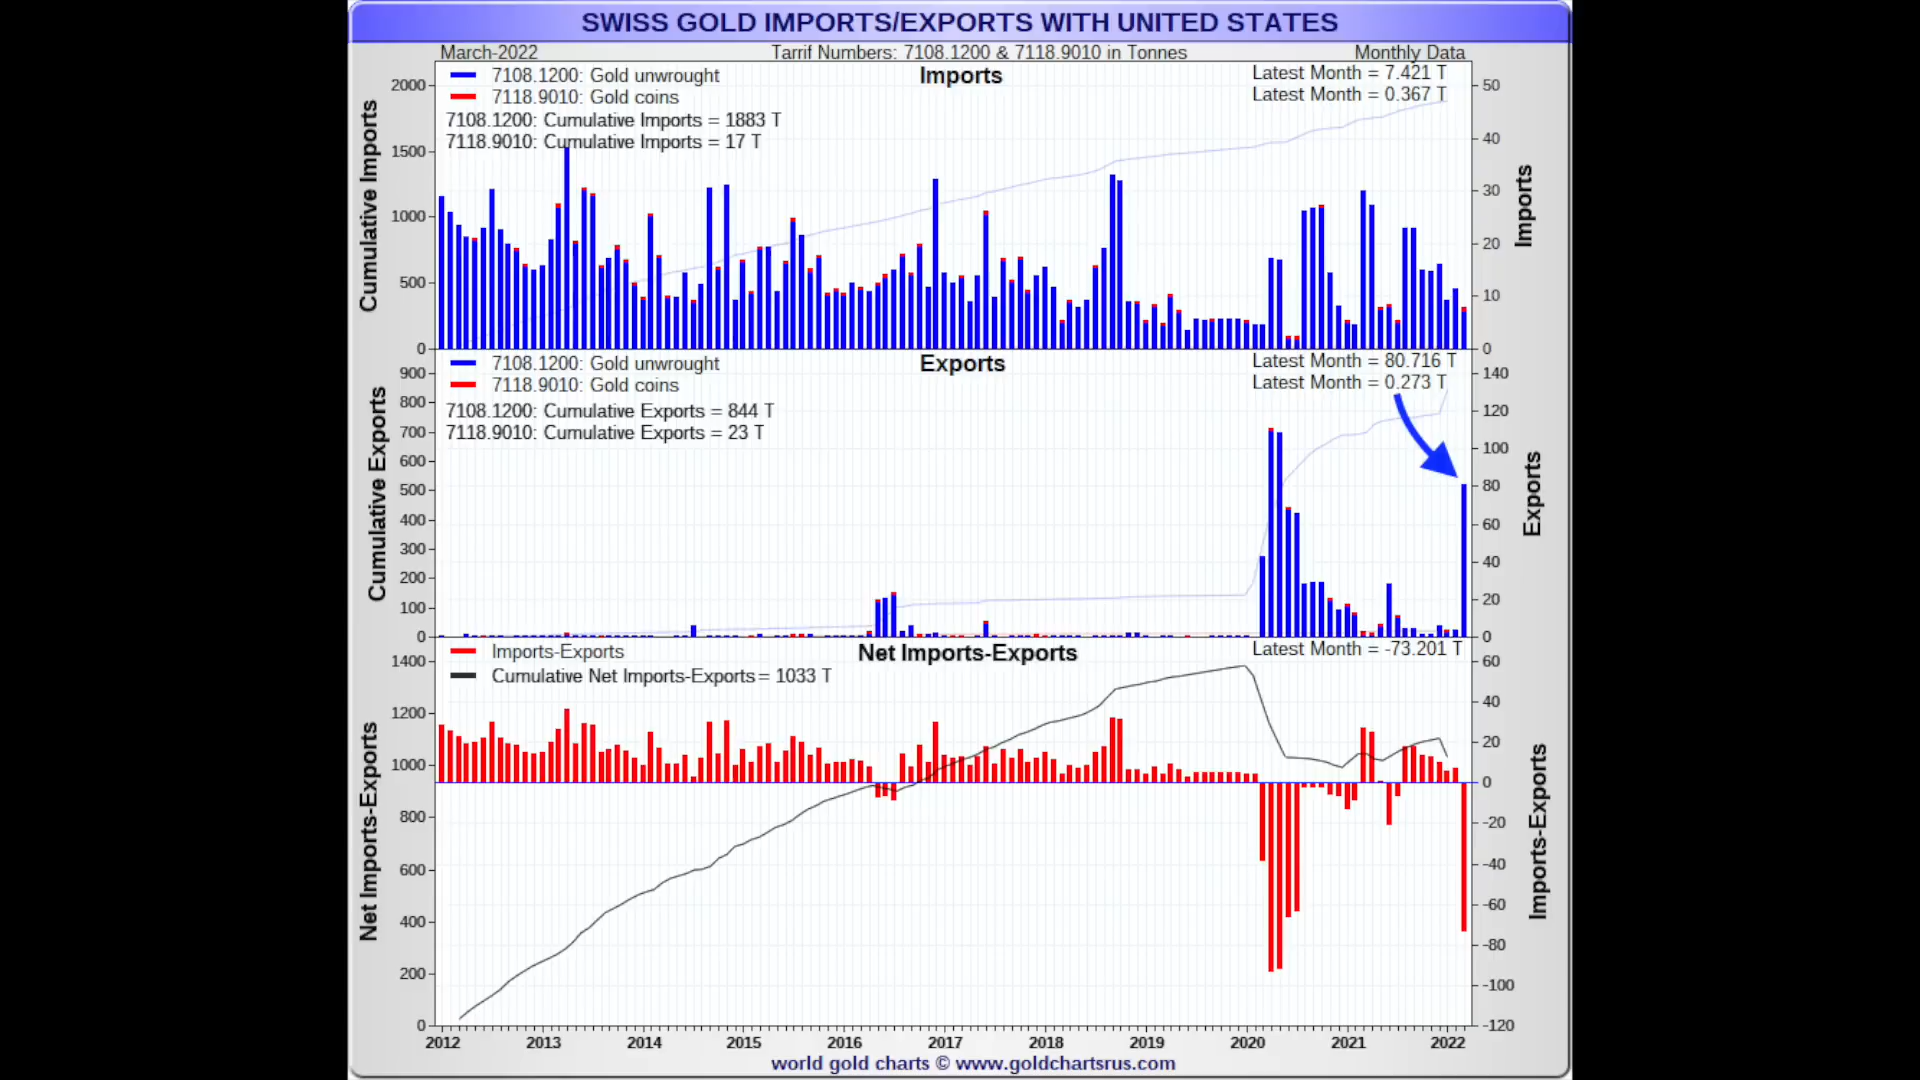 SWISS GOLD IMPORTS/EXPORTS WITH UNITED STATES
March-2022 Tarrif Numbers: 7108.1200 & 7118.9010 in Tonnes Monthly Data
Imports
7108.1200: Gold unwrought
7118.9010: Gold coins
7108.1200: Cumulative Imports = 1883 T
7118.9010: Cumulative Imports = 17 T
Latest Month = 7.421 T
Latest Month = 0.367 T
Cumulative Imports
2000
1500
1000
500
0
Imports
50
40
30
20
10
0
Exports
7108.1200: Gold unwrought
7118.9010: Gold coins
7108.1200: Cumulative Exports = 844 T
7118.9010: Cumulative Exports = 23 T
Latest Month = 80.716 T
Latest Month = 0.273 T
Cumulative Exports
900
800
700
600
500
400
300
200
100
0
Exports
140
120
100
80
60
40
20
0
Net Imports-Exports
Imports-Exports
Cumulative Net Imports-Exports = 1033 T
Latest Month = -73.201 T
Net Imports-Exports
1400
1200
1000
800
600
400
200
0
Imports-Exports
60
40
20
0
-20
-40
-60
-80
-100
-120
2012 2013 2014 2015 2016 2017 2018 2019 2020 2021 2022
world gold charts © www.goldchartsrus.com